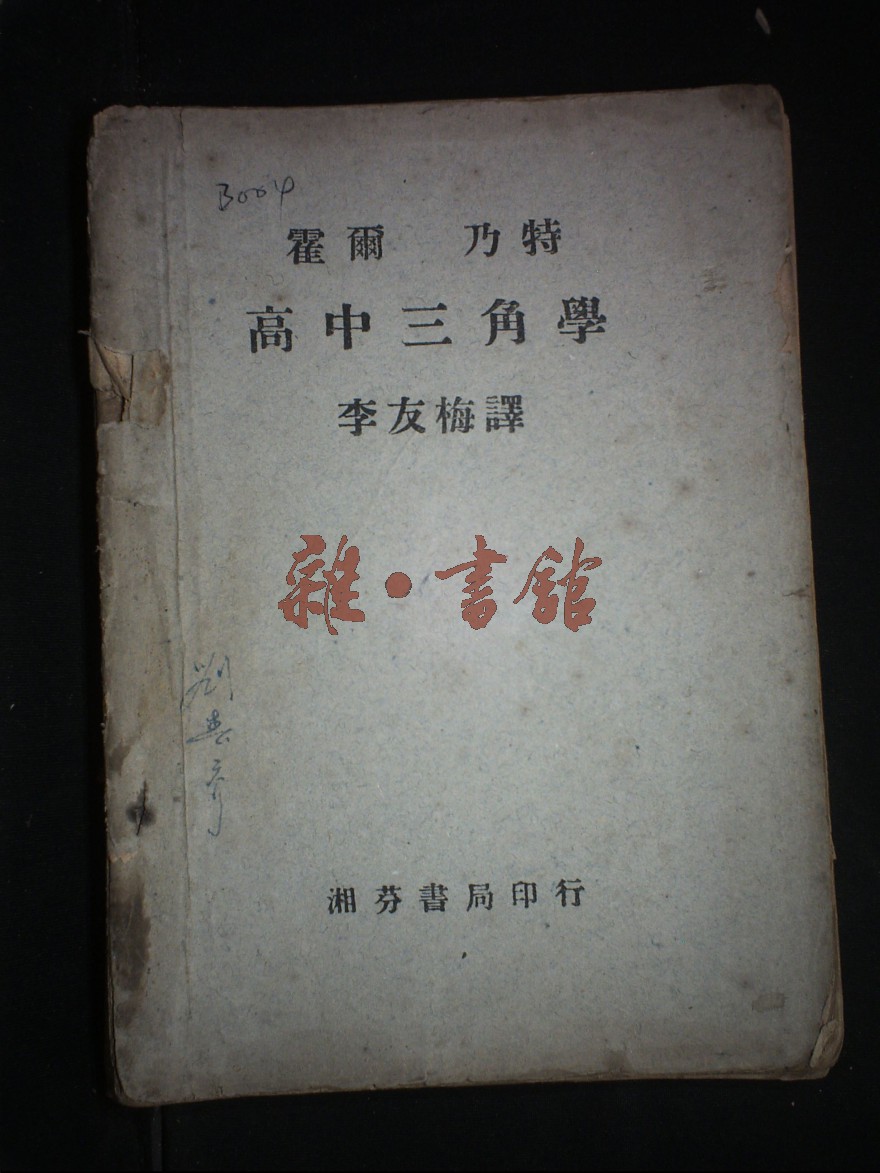 B004
霍爾 乃特
高中三角學
李友梅譯
雜·書館
湘芬書局印行